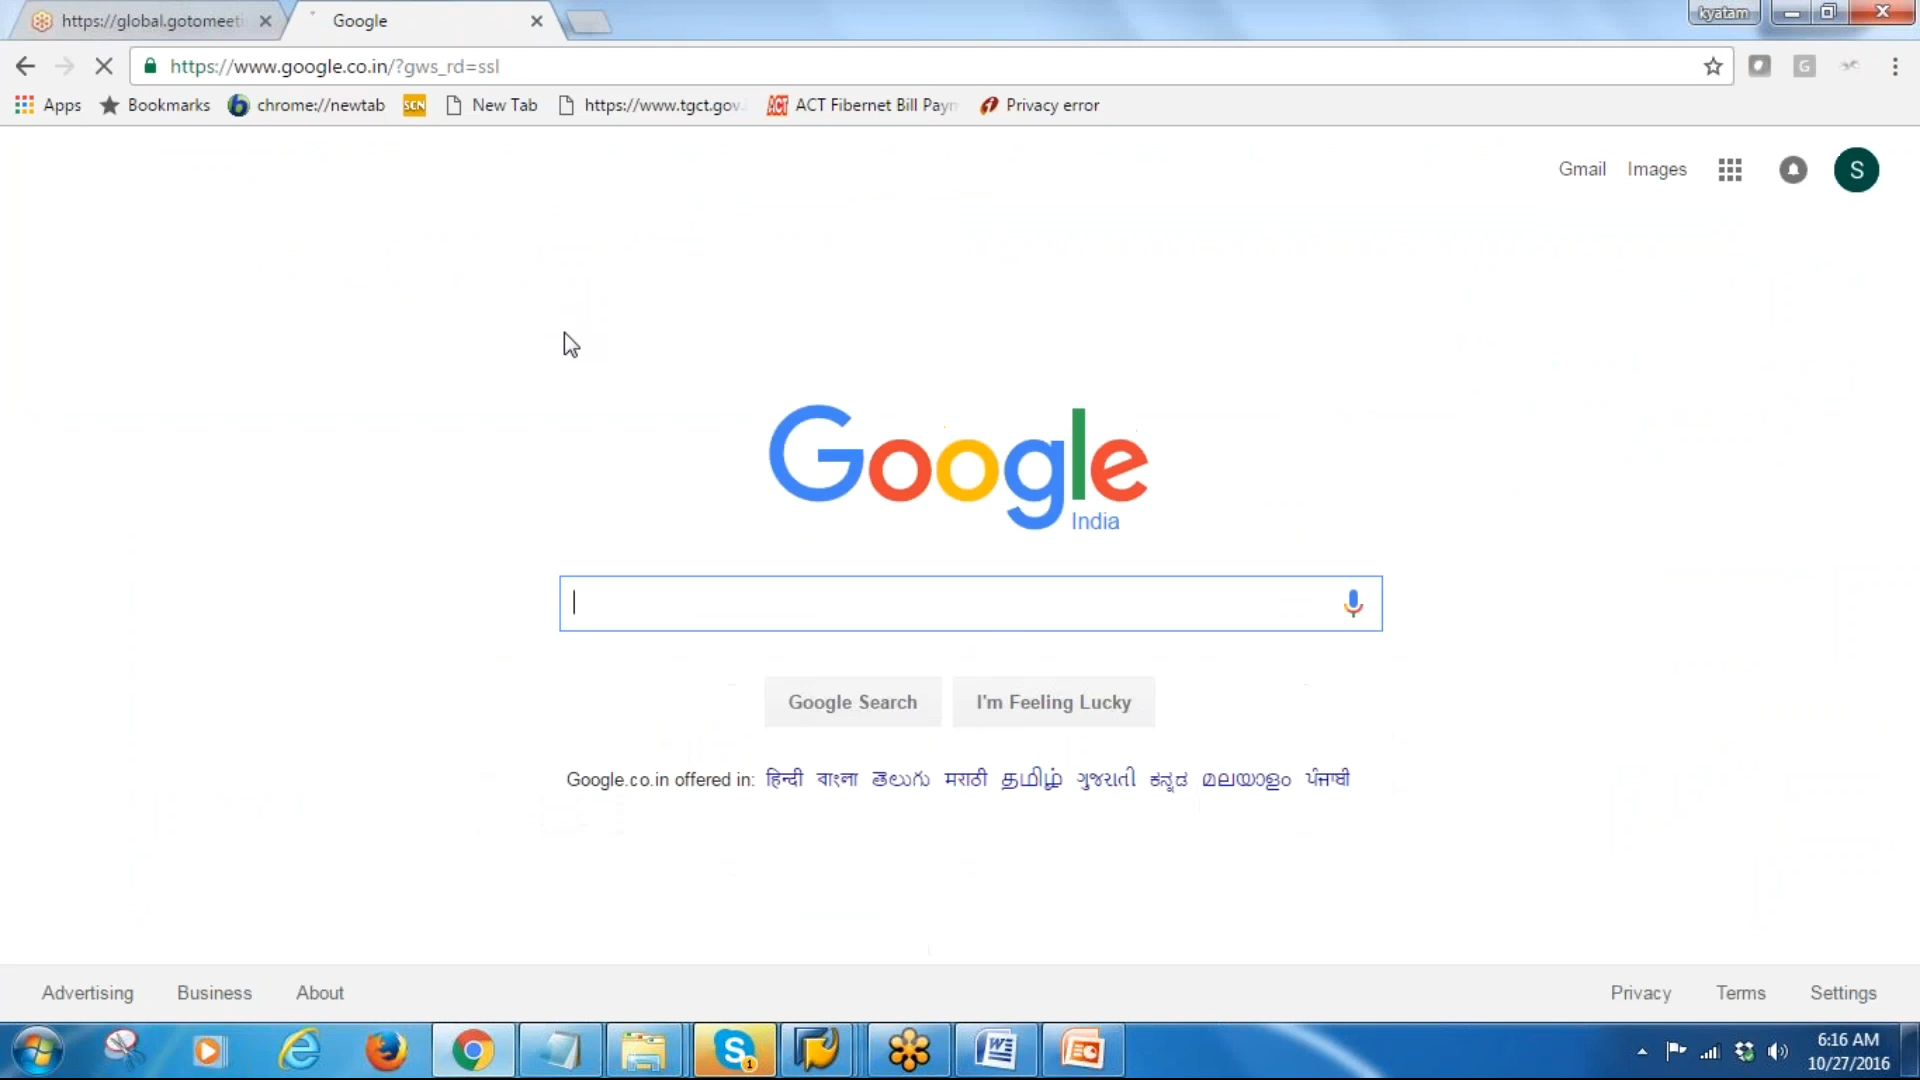 https://global.gotomeeti
Google
kyatam
https://www.google.co.in/?gws_rd=ssl
G
Apps Bookmarks chrome://newtab SCN New Tab https://www.tgct.gov. ACT ACT Fibernet Bill Paym Privacy error
Gmail Images S
Google
India
Google Search I'm Feeling Lucky
Google.co.in offered in: हिन्दी বাংলা తెలుగు मराठी தமிழ் ગુજરાતી ಕನ್ನಡ മലയാളം ਪੰਜਾਬੀ
Advertising Business About Privacy Terms Settings
S 1
W
6:16 AM
10/27/2016